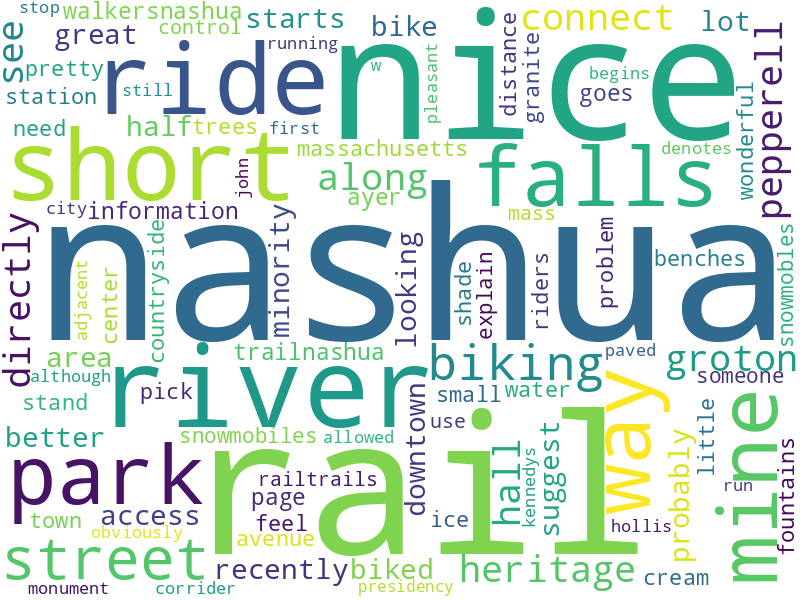 stop
walkersnashua
starts
nice
connect
lot
see
great
control
bike
distance
pepperell
pretty
ride
running
w
pleasant
granite
goes
begins
station
still
wonderful
need
half
trees
first
short
john
massachusetts
falls
denotes
along
ayer
city
information
mass
directly
nashua
minority
looking
countryside
shade
explain
riders
problem
benches
snowmobles
adjacent
center
area
trailnashua
river
biking
paved
groton
although
pick
stand
downtown
small
water
way
someone
mine
better
snowmobiles
allowed
use
little
park
rail
hall
suggest
probably
railtrails
page
kennedys
run
fountains
town
access
feel
ice
hollis
obviously
avenue
street
recently
biked
heritage
cream
monument
corridor
presidency